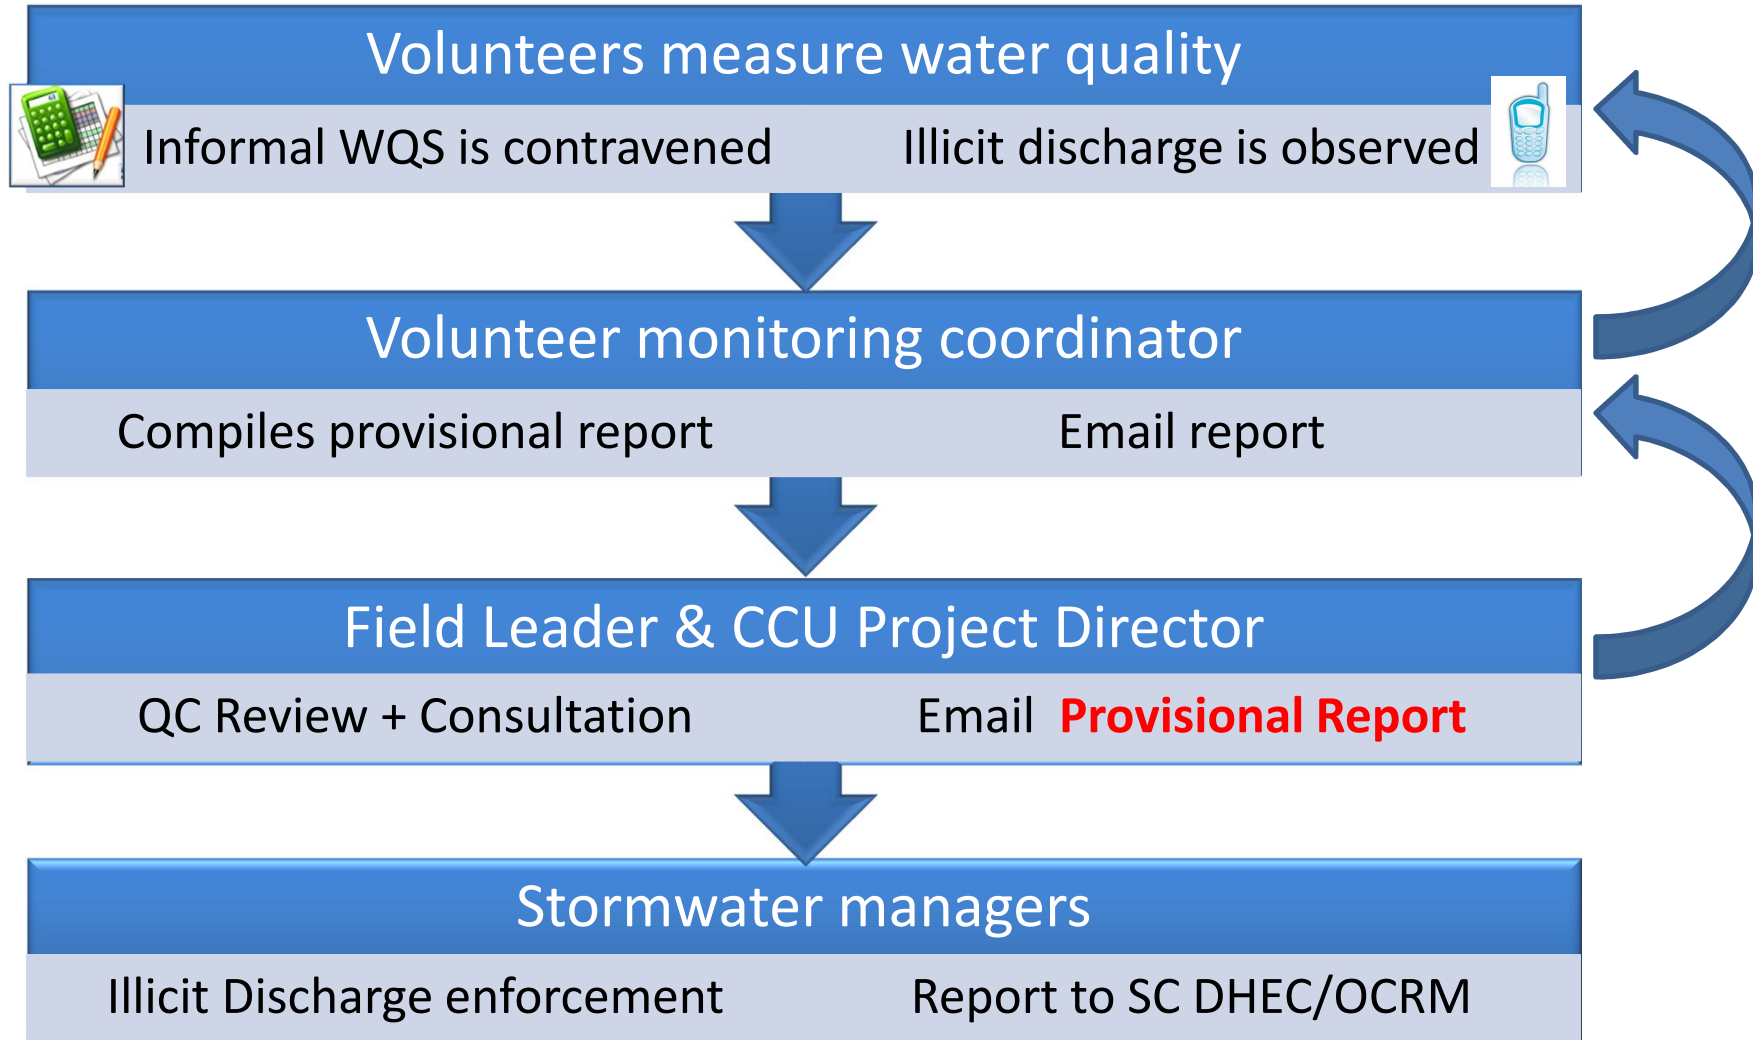 Volunteers measure water quality
Informal WQS is contravened
Illicit discharge is observed
Volunteer monitoring coordinator
Compiles provisional report
Email report
Field Leader & CCU Project Director
QC Review + Consultation
Email Provisional Report
Stormwater managers
Illicit Discharge enforcement
Report to SC DHEC/OCRM